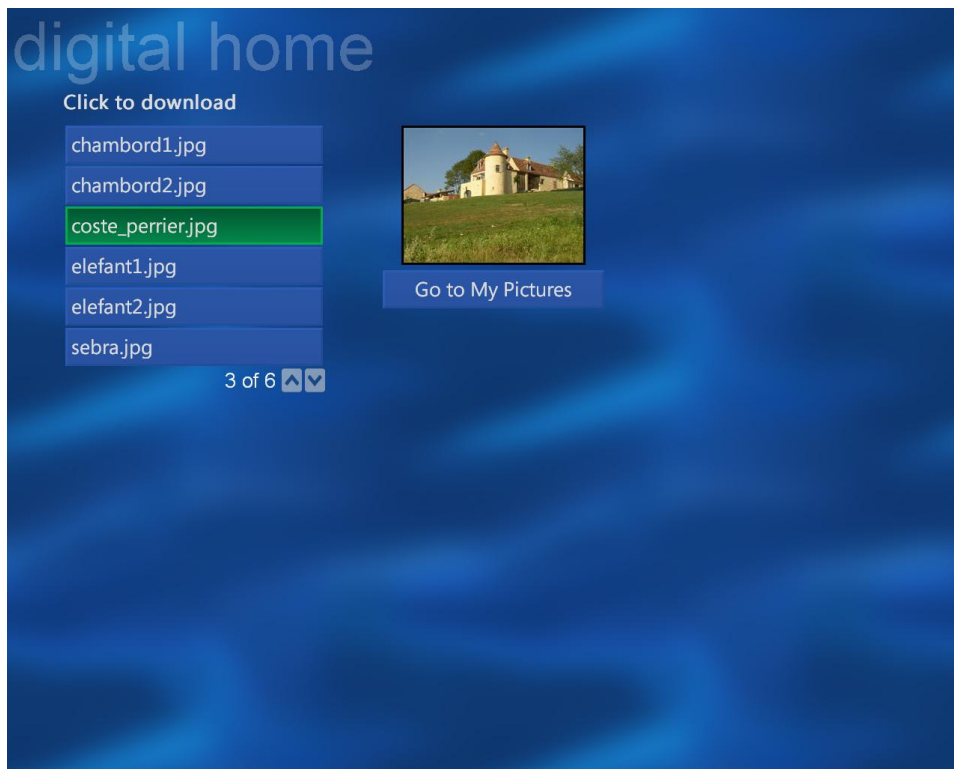 digital home
Click to download
chambord1.jpg
chambord2.jpg
coste_perrier.jpg
elefant1.jpg
elefant2.jpg
sebra.jpg
3 of 6
Go to My Pictures